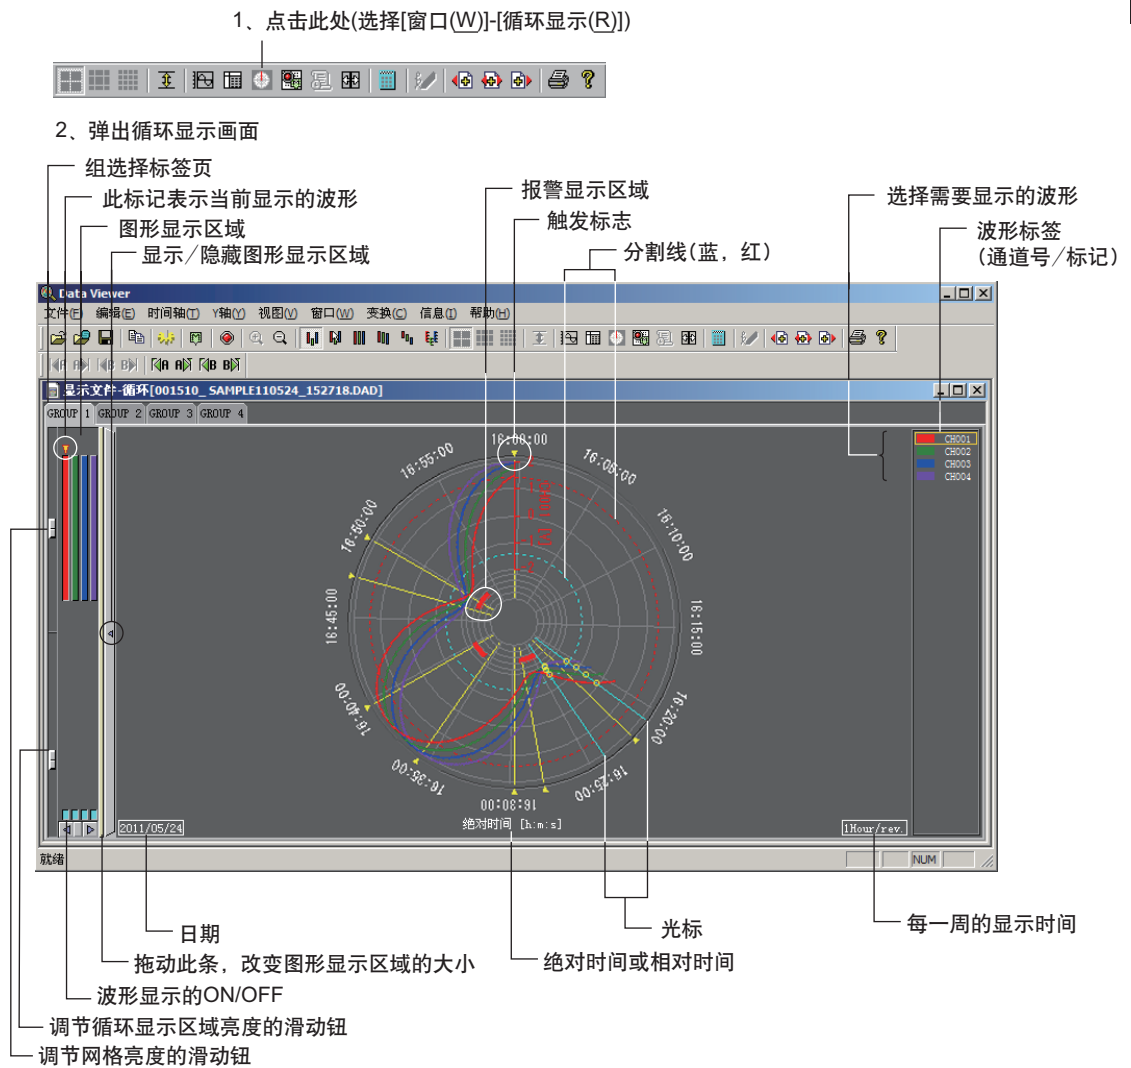 1、点击此处(选择[窗口(W)]-[循环显示(R)])
2、弹出循环显示画面
组选择标签页
此标记表示当前显示的波形
图形显示区域
显示／隐藏图形显示区域
报警显示区域
触发标志
分割线(蓝，红)
选择需要显示的波形
波形标签
(通道号／标记)
Data Viewer
文件(F) 编辑(E) 时间轴(T) Y轴(Y) 视图(V) 窗口(W) 变换(C) 信息(I) 帮助(H)
A A B B A A B B
显示文件-循环[001510_ SAMPLE110524_152718.DAD]
GROUP 1 GROUP 2 GROUP 3 GROUP 4
CH001
CH002
CH003
CH004
16:00:00
16:05:00
16:10:00
16:15:00
16:20:00
16:25:00
16:30:00
16:35:00
16:40:00
16:45:00
16:50:00
16:55:00
绝对时间 [h:m:s]
2011/05/24
1Hour/rev.
就绪
NUM
日期
拖动此条，改变图形显示区域的大小
波形显示的ON/OFF
调节循环显示区域亮度的滑动钮
调节网格亮度的滑动钮
光标
绝对时间或相对时间
每一周的显示时间